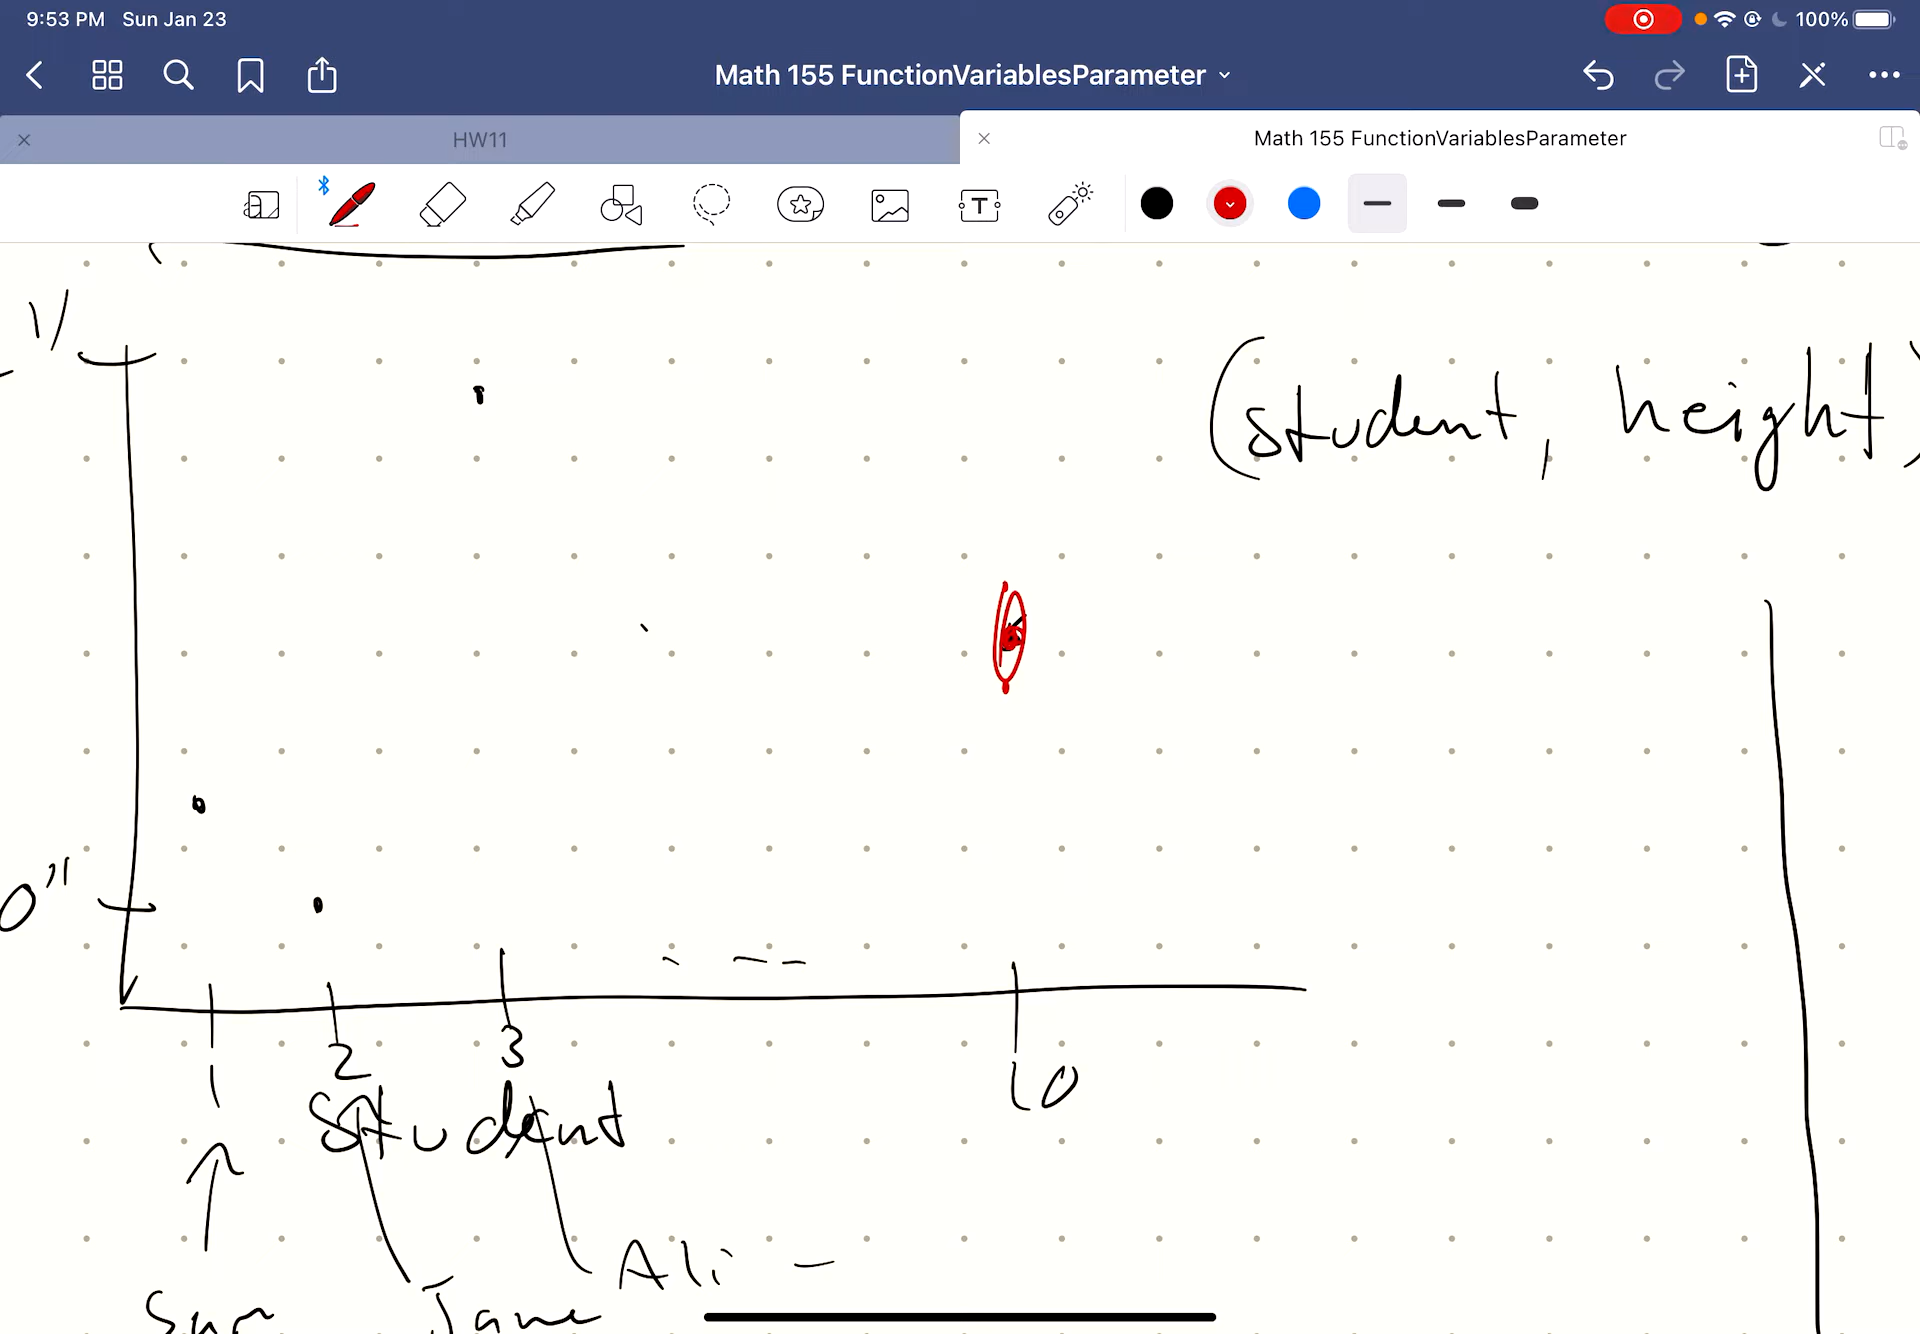 9:53 PM Sun Jan 23
100%
Math 155 FunctionVariablesParameter
HW11
Math 155 FunctionVariablesParameter
(student, height)
0"
1 2 3 10
Student
Ali
Jane